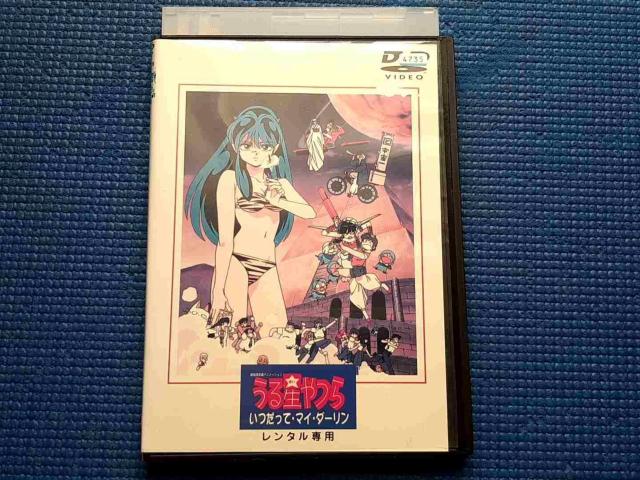 DVD
4735
VIDEO
うる星やつら
いつだって・マイ・ダーリン
レンタル専用